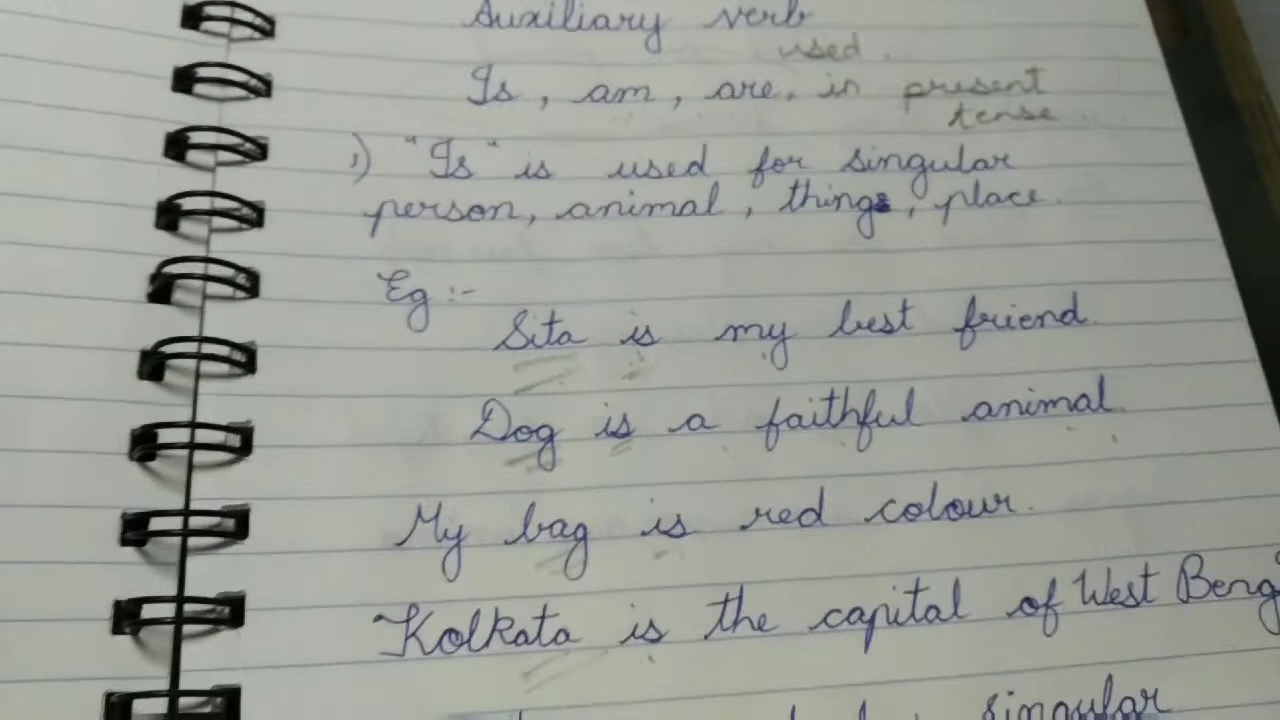 Auxiliary verb
used.
Is, am, are, in present
tense
1) "Is" is used for singular
person, animal, thing, place.
Eg :-
Sita is my best friend.
Dog is a faithful animal.
My bag is red colour.
Kolkata is the capital of West Beng
singular